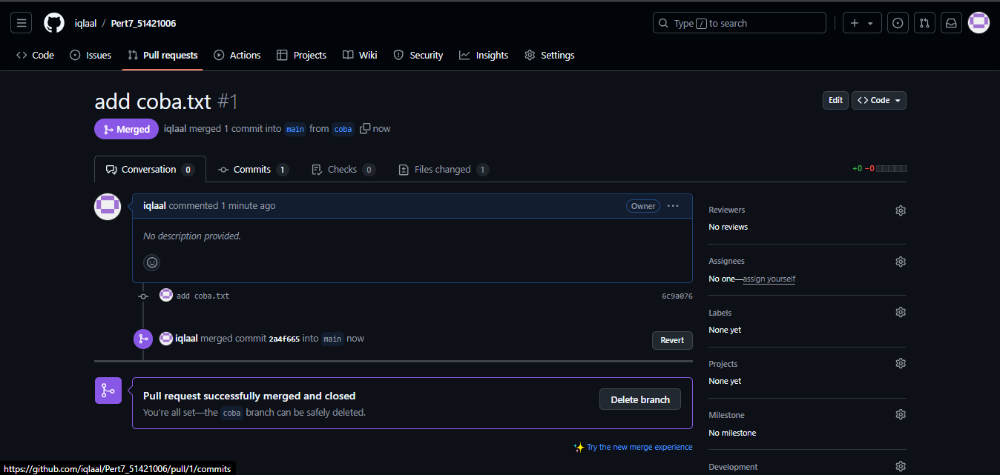 iqlaal / Pert7_51421006
Type / to search
Code Issues Pull requests Actions Projects Wiki Security Insights Settings
add coba.txt #1
Edit
Code
Merged
iqlaal merged 1 commit into main from coba now
Conversation 0
Commits 1
Checks 0
Files changed 1
+0 −0
iqlaal commented 1 minute ago
Owner
No description provided.
add coba.txt
6c9a076
iqlaal merged commit 2a4f665 into main now
Revert
Pull request successfully merged and closed
You're all set—the coba branch can be safely deleted.
Delete branch
Try the new merge experience
Reviewers
No reviews
Assignees
No one—assign yourself
Labels
None yet
Projects
None yet
Milestone
No milestone
Development
https://github.com/iqlaal/Pert7_51421006/pull/1/commits